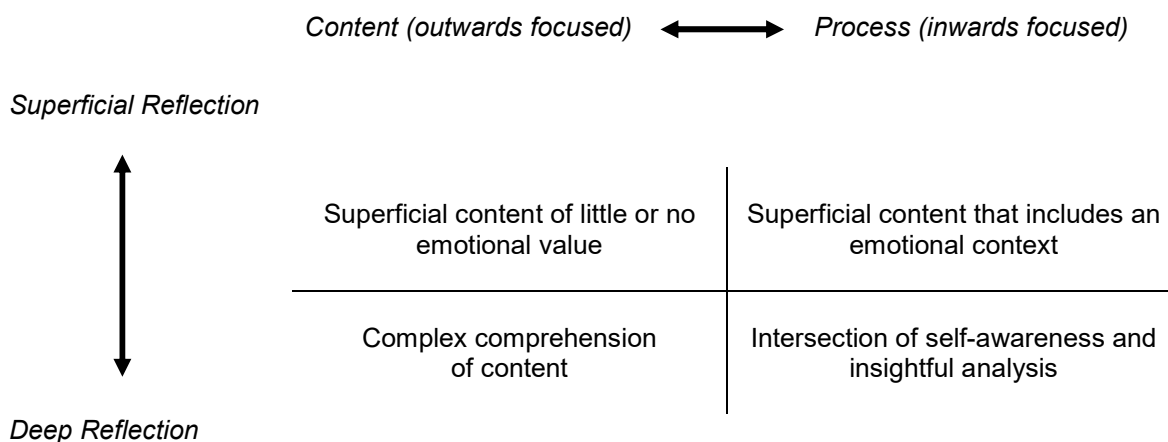 Content (outwards focused) Process (inwards focused)
Superficial Reflection
Superficial content of little or no
emotional value
Superficial content that includes an
emotional context
Complex comprehension
of content
Intersection of self-awareness and
insightful analysis
Deep Reflection